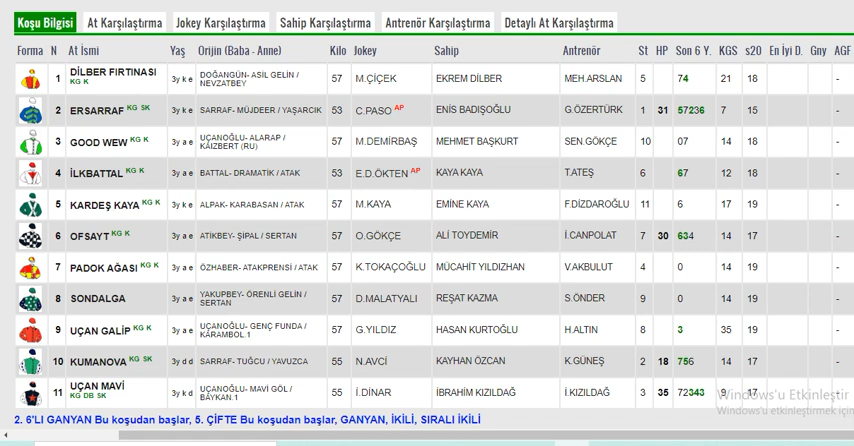 Koşu Bilgisi At Karşılaştırma Jokey Karşılaştırma Sahip Karşılaştırma Antrenör Karşılaştırma Detaylı At Karşılaştırma
Forma N At İsmi Yaş Orijin (Baba - Anne) Kilo Jokey Sahip Antrenör St HP Son 6 Y. KGS s20 En İyi D. Gny AGF
1 DİLBER FIRTINASI KG K 3y k e DOĞANGÜN- ASİL GELİN / NEVZATBEY 57 M.ÇİÇEK EKREM DİLBER MEH.ARSLAN 5 74 21 18 -
2 ERSARRAF KG SK 3y k e SARRAF- MÜJDEER / YAŞARCIK 53 C.PASO AP ENİS BADIŞOĞLU G.ÖZERTÜRK 1 31 57236 7 15 -
3 GOOD WEW KG K 3y a e UÇANOĞLU- ALARAP / KAIZBERT (RU) 57 M.DEMİRBAŞ MEHMET BAŞKURT SEN.GÖKÇE 10 07 14 18 -
4 İLKBATTAL KG K 3y a e BATTAL- DRAMATİK / ATAK 53 E.D.ÖKTEN AP KAYA KAYA T.ATEŞ 6 67 12 18 -
5 KARDEŞ KAYA KG K 3y k e ALPAK- KARABASAN / ATAK 57 M.KAYA EMİNE KAYA F.DİZDAROĞLU 11 6 17 19 -
6 OFSAYT KG K 3y a e ATİKBEY- ŞIPAL / SERTAN 57 O.GÖKÇE ALİ TOYDEMİR İ.CANPOLAT 7 30 634 14 17 -
7 PADOK AĞASI KG K 3y a e ÖZHABER- ATAKPRENSİ / ATAK 57 K.TOKAÇOĞLU MÜCAHİT YILDIZHAN V.AKBULUT 4 0 14 19 -
8 SONDALGA 3y a e YAKUPBEY- ÖRENLİ GELİN / SERTAN 57 D.MALATYALI REŞAT KAZMA S.ÖNDER 9 0 14 19 -
9 UÇAN GALİP KG K 3y a e UÇANOĞLU- GENÇ FUNDA / KARAMBOL.1 57 G.YILDIZ HASAN KURTOĞLU H.ALTIN 8 3 35 19 -
10 KUMANOVA KG SK 3y d d SARRAF- TUĞCU / YAVUZCA 55 N.AVCİ KAYHAN ÖZCAN K.GÜNEŞ 2 18 756 14 17 -
11 UÇAN MAVİ KG DB SK 3y k d UÇANOĞLU- MAVİ GÖL / BAYKAN.1 55 İ.DİNAR İBRAHİM KIZILDAĞ İ.KIZILDAĞ 3 35 72343 9 17 -
Windows'u Etkinleştir
Windows'u etkinleştirmek için
2. 6'LI GANYAN Bu koşudan başlar, 5. ÇİFTE Bu koşudan başlar, GANYAN, İKİLİ, SIRALI İKİLİ